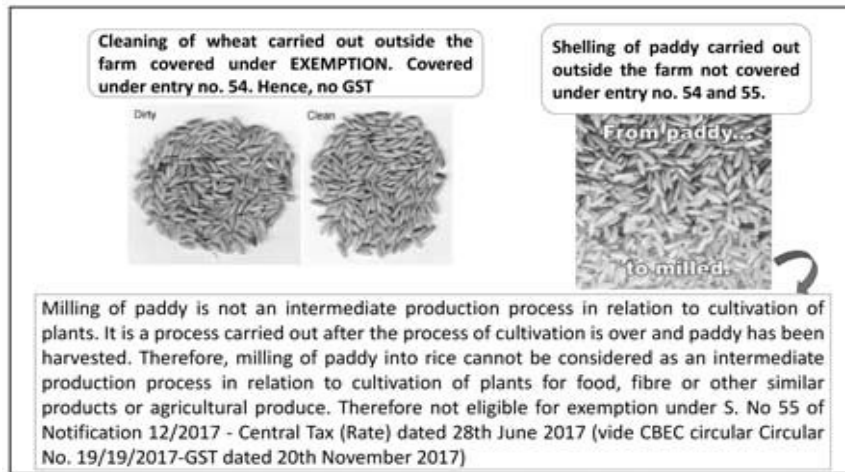 Cleaning of wheat carried out outside the
farm covered under EXEMPTION. Covered
under entry no. 54. Hence, no GST
Shelling of paddy carried out
outside the farm not covered
under entry no. 54 and 55.
Dirty
Clean
From paddy...
to milled.
Milling of paddy is not an intermediate production process in relation to cultivation of
plants. It is a process carried out after the process of cultivation is over and paddy has been
harvested. Therefore, milling of paddy into rice cannot be considered as an intermediate
production process in relation to cultivation of plants for food, fibre or other similar
products or agricultural produce. Therefore not eligible for exemption under S. No 55 of
Notification 12/2017 - Central Tax (Rate) dated 28th June 2017 (vide CBEC circular Circular
No. 19/19/2017-GST dated 20th November 2017)